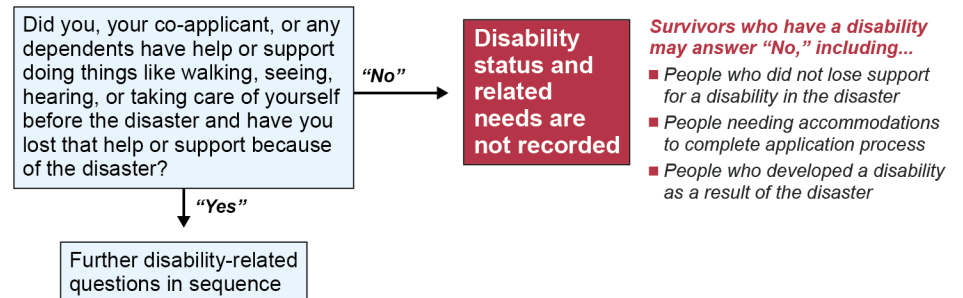 Did you, your co-applicant, or any
dependents have help or support
doing things like walking, seeing,
hearing, or taking care of yourself
before the disaster and have you
lost that help or support because
of the disaster?
“No”
Disability
status and
related
needs are
not recorded
Survivors who have a disability
may answer “No,” including...
■ People who did not lose support
for a disability in the disaster
■ People needing accommodations
to complete application process
■ People who developed a disability
as a result of the disaster
“Yes”
Further disability-related
questions in sequence